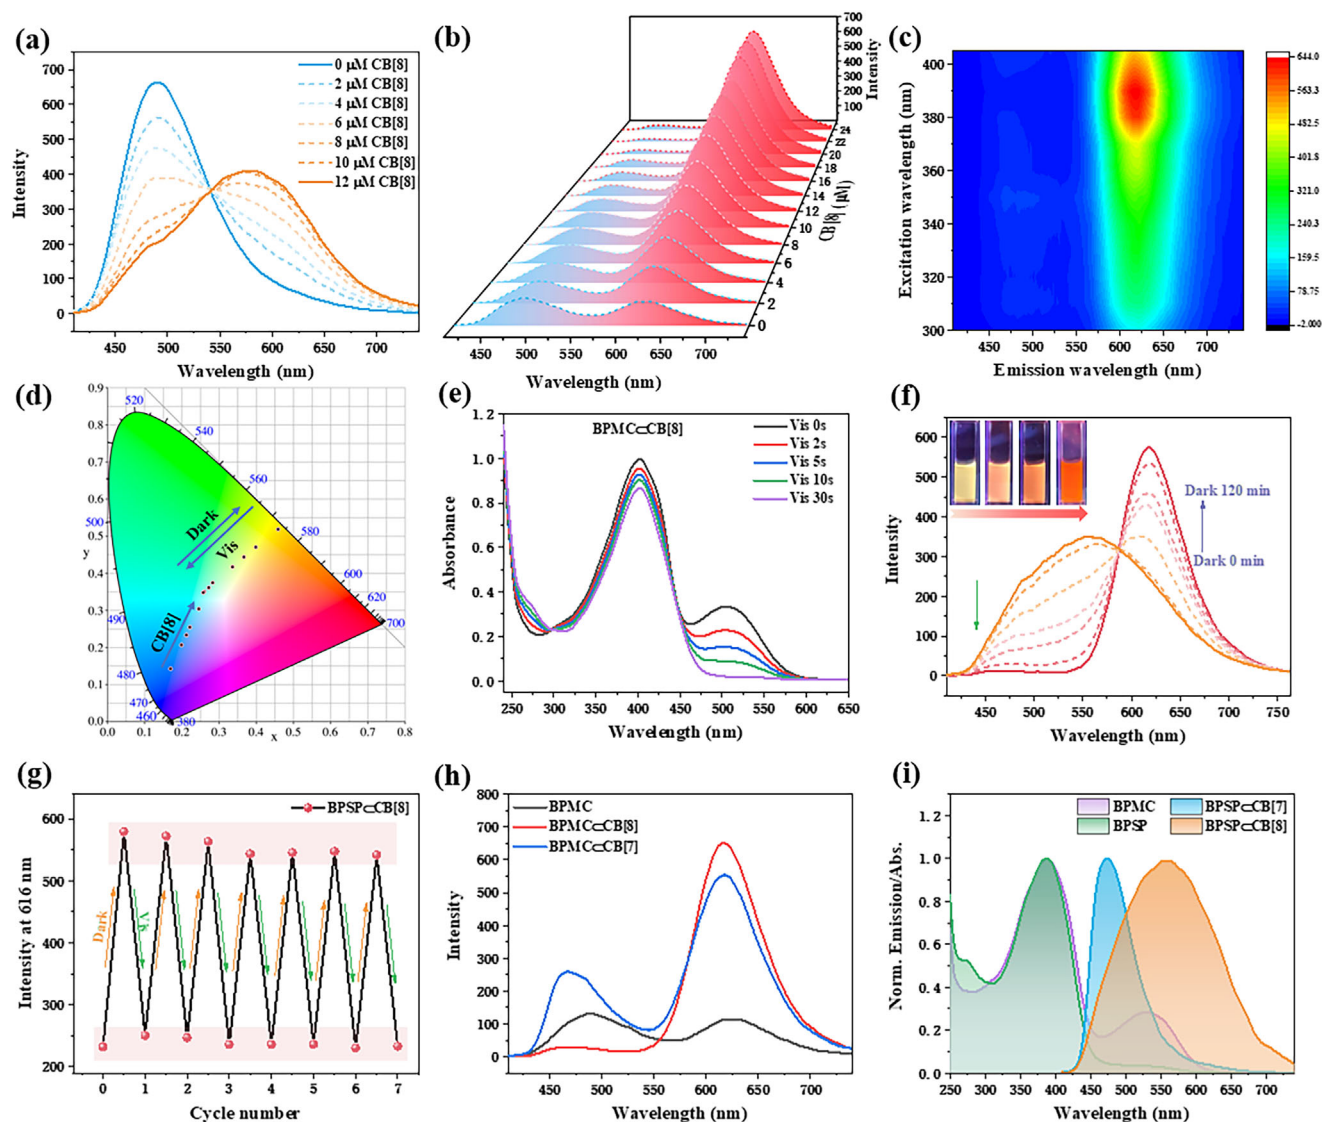 (a)
700
600
500
400
300
200
100
0
Intensity
450 500 550 600 650 700
Wavelength (nm)
0 μM CB[8]
2 μM CB[8]
4 μM CB[8]
6 μM CB[8]
8 μM CB[8]
10 μM CB[8]
12 μM CB[8]
(b)
700
600
500
400
300
200
100
Intensity
24
22
20
18
16
14
12
10
8
6
4
2
0
CB[8] (μM)
450 500 550 600 650 700
Wavelength (nm)
(c)
400
380
360
350
320
300
Excitation wavelength (nm)
450 500 550 600 650 700
Emission wavelength (nm)
644.0
563.3
482.5
401.8
321.0
240.3
159.5
78.75
-2.000
(d)
0.9
0.8
0.7
0.6
0.5
0.4
0.3
0.2
0.1
0.0
y
0.0 0.1 0.2 0.3 0.4 0.5 0.6 0.7 0.8
x
520
540
560
580
600
620
700
500
490
480
470
460
380
Dark
Vis
CB[8]
(e)
BPMC⊂CB[8]
Vis 0s
Vis 2s
Vis 5s
Vis 10s
Vis 30s
1.2
1.0
0.8
0.6
0.4
0.2
0.0
Absorbance
250 300 350 400 450 500 550 600 650
Wavelength (nm)
(f)
600
500
400
300
200
100
0
Intensity
Dark 120 min
Dark 0 min
450 500 550 600 650 700 750
Wavelength (nm)
(g)
BPSP⊂CB[8]
600
500
400
300
200
Intensity at 616 nm
Dark
Vis
0 1 2 3 4 5 6 7
Cycle number
(h)
BPMC
BPMC⊂CB[8]
BPMC⊂CB[7]
800
700
600
500
400
300
200
100
0
Intensity
450 500 550 600 650 700
Wavelength (nm)
(i)
BPMC
BPSP⊂CB[7]
BPSP
BPSP⊂CB[8]
1.2
1.0
0.8
0.6
0.4
0.2
0.0
Norm. Emission/Abs.
250 300 350 400 450 500 550 600 650 700
Wavelength (nm)